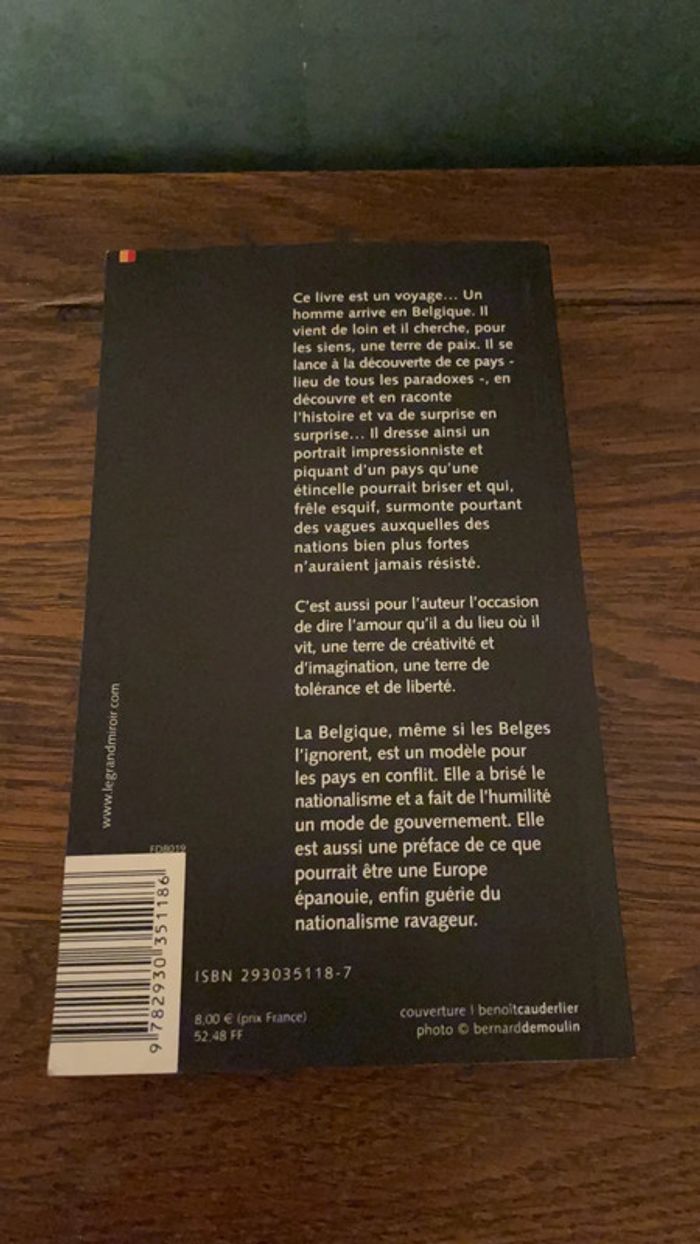 Ce livre est un voyage... Un
homme arrive en Belgique. Il
vient de loin et il cherche, pour
les siens, une terre de paix. Il se
lance à la découverte de ce pays -
lieu de tous les paradoxes -, en
découvre et en raconte
l'histoire et va de surprise en
surprise... Il dresse ainsi un
portrait impressionniste et
piquant d'un pays qu'une
étincelle pourrait briser et qui,
frêle esquif, surmonte pourtant
des vagues auxquelles des
nations bien plus fortes
n'auraient jamais résisté.
C'est aussi pour l'auteur l'occasion
de dire l'amour qu'il a du lieu où il
vit, une terre de créativité et
d'imagination, une terre de
tolérance et de liberté.
La Belgique, même si les Belges
l'ignorent, est un modèle pour
les pays en conflit. Elle a brisé le
nationalisme et a fait de l'humilité
un mode de gouvernement. Elle
est aussi une préface de ce que
pourrait être une Europe
épanouie, enfin guérie du
nationalisme ravageur.
www.legrandmiroir.com
FD8019
9 782930 351186
ISBN 293035118-7
8,00 € (prix France)
52.48 FF
couverture | benoîtcauderlier
photo © bernarddemoulin